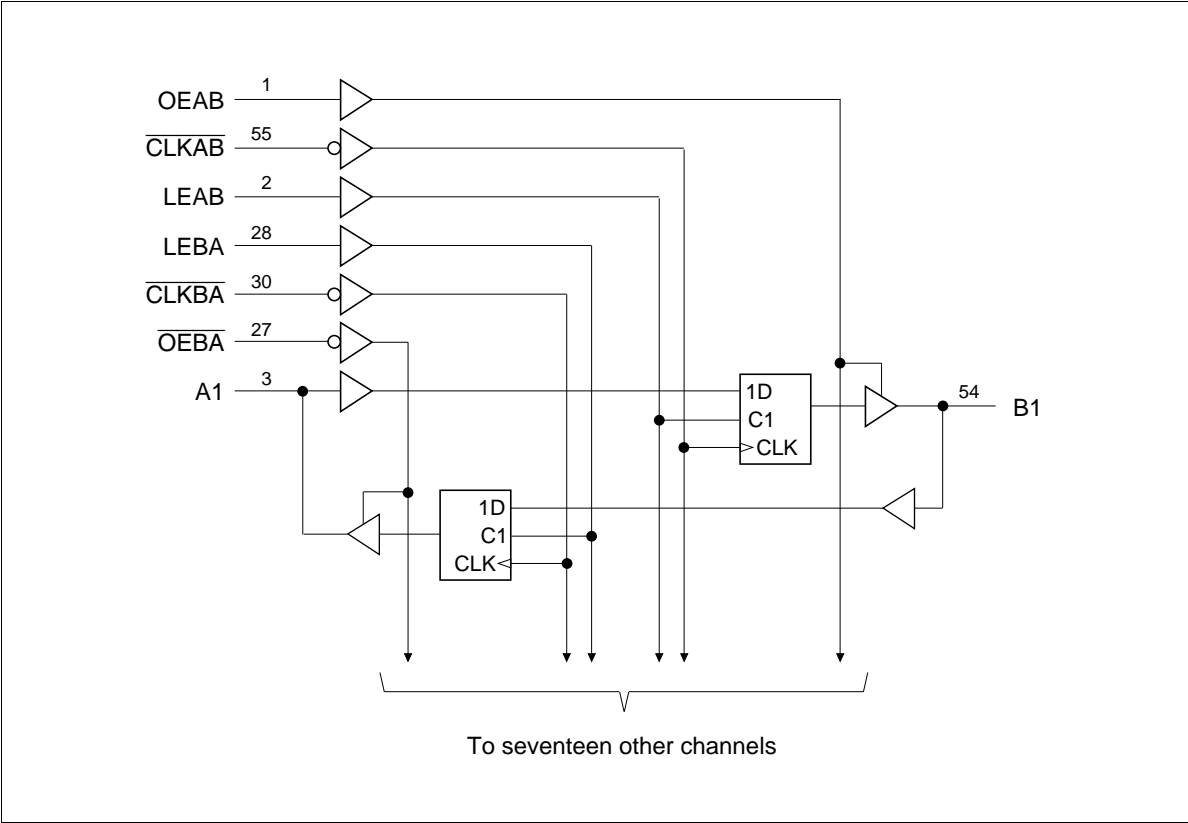 OEAB 1
CLKAB 55
LEAB 2
LEBA 28
CLKBA 30
OEBA 27
A1 3
1D
C1
CLK
54 B1
1D
C1
CLK
To seventeen other channels